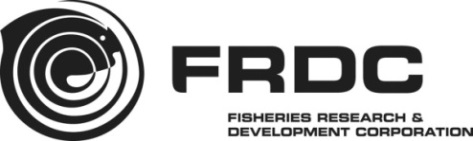 FRDC
FISHERIES RESEARCH &
DEVELOPMENT CORPORATION